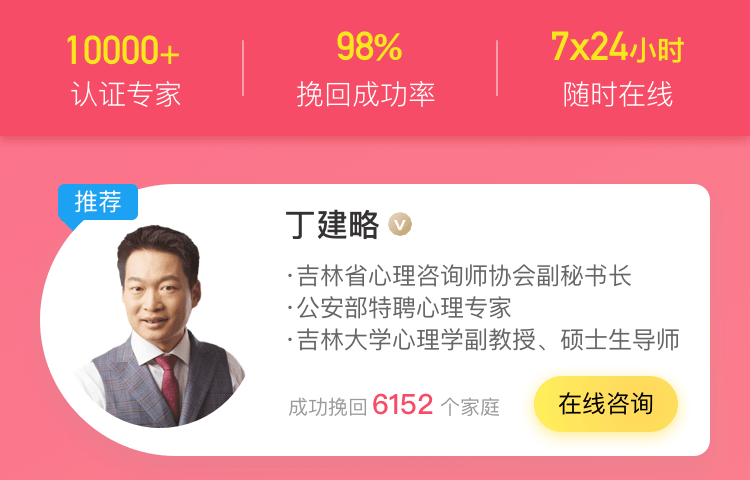 10000+
98%
7x24小时
认证专家
挽回成功率
随时在线
推荐
丁建略
·吉林省心理咨询师协会副秘书长
·公安部特聘心理专家
·吉林大学心理学副教授、硕士生导师
成功挽回 6152 个家庭
在线咨询